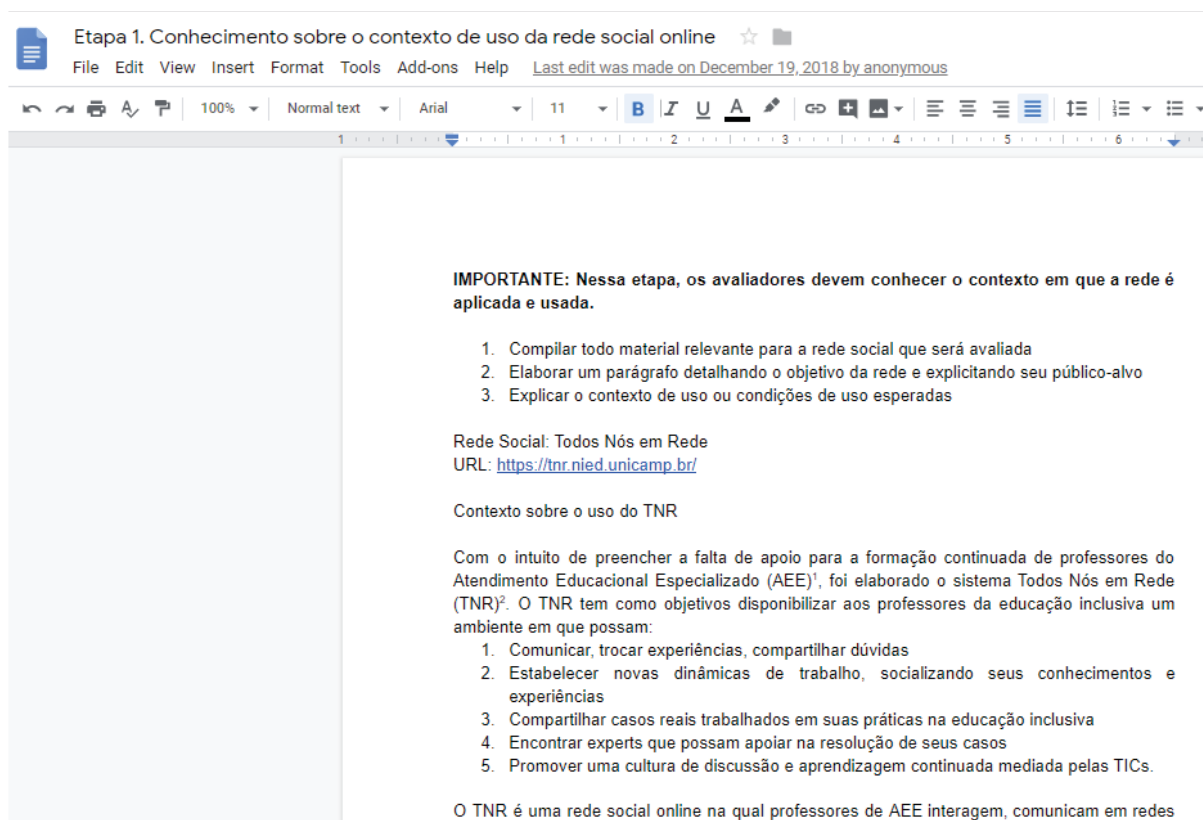 Etapa 1. Conhecimento sobre o contexto de uso da rede social online
File Edit View Insert Format Tools Add-ons Help Last edit was made on December 19, 2018 by anonymous
100% Normal text Arial 11 B I U A
1 1 2 3 4 5 6
IMPORTANTE: Nessa etapa, os avaliadores devem conhecer o contexto em que a rede é
aplicada e usada.
1. Compilar todo material relevante para a rede social que será avaliada
2. Elaborar um parágrafo detalhando o objetivo da rede e explicitando seu público-alvo
3. Explicar o contexto de uso ou condições de uso esperadas
Rede Social: Todos Nós em Rede
URL: https://tnr.nied.unicamp.br/
Contexto sobre o uso do TNR
Com o intuito de preencher a falta de apoio para a formação continuada de professores do
Atendimento Educacional Especializado (AEE)¹, foi elaborado o sistema Todos Nós em Rede
(TNR)². O TNR tem como objetivos disponibilizar aos professores da educação inclusiva um
ambiente em que possam:
1. Comunicar, trocar experiências, compartilhar dúvidas
2. Estabelecer novas dinâmicas de trabalho, socializando seus conhecimentos e
experiências
3. Compartilhar casos reais trabalhados em suas práticas na educação inclusiva
4. Encontrar experts que possam apoiar na resolução de seus casos
5. Promover uma cultura de discussão e aprendizagem continuada mediada pelas TICs.
O TNR é uma rede social online na qual professores de AEE interagem, comunicam em redes